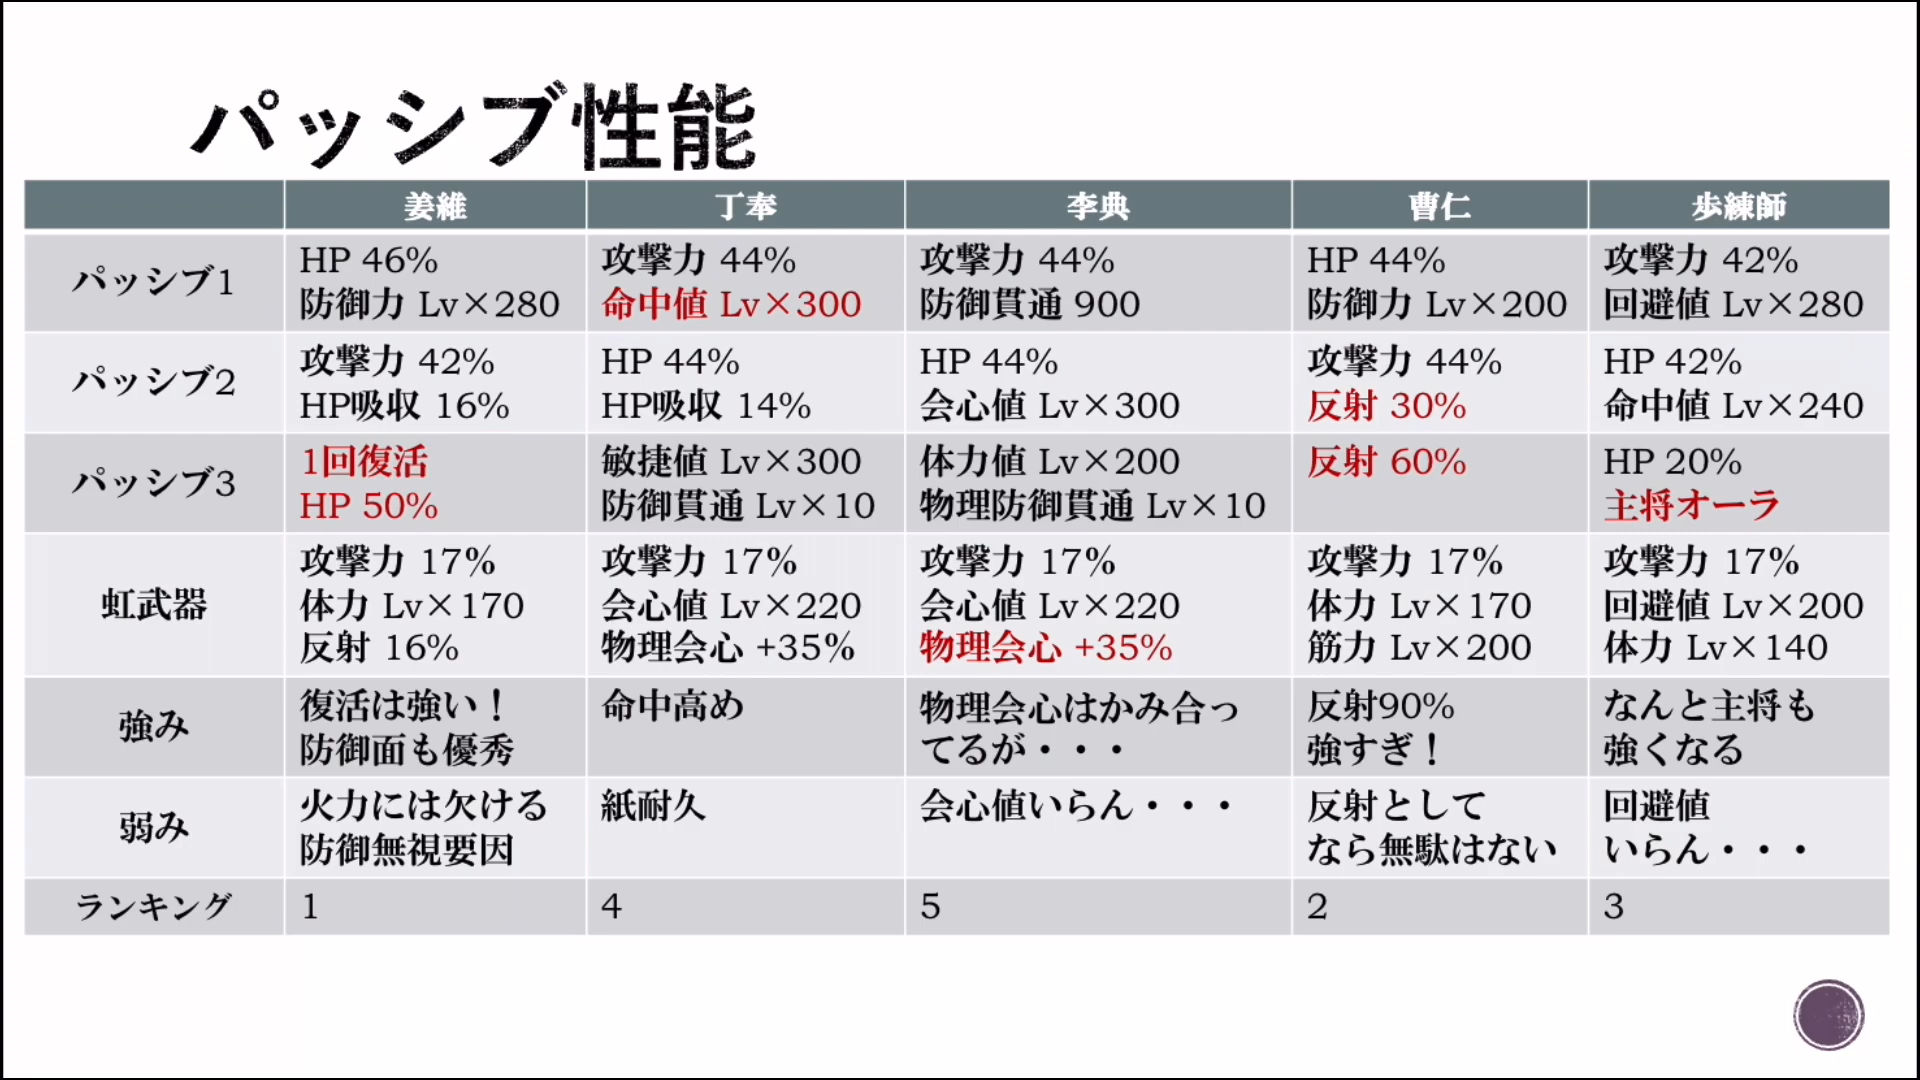 パッシブ性能
姜維 丁奉 李典 曹仁 歩練師
パッシブ1
HP 46%
防御力 Lv×280
攻撃力 44%
命中値 Lv×300
攻撃力 44%
防御貫通 900
HP 44%
防御力 Lv×200
攻撃力 42%
回避値 Lv×280
パッシブ2
攻撃力 42%
HP吸収 16%
HP 44%
HP吸収 14%
HP 44%
会心値 Lv×300
攻撃力 44%
反射 30%
HP 42%
命中値 Lv×240
パッシブ3
1回復活
HP 50%
敏捷値 Lv×300
防御貫通 Lv×10
体力値 Lv×200
物理防御貫通 Lv×10
反射 60%
HP 20%
主将オーラ
虹武器
攻撃力 17%
体力 Lv×170
反射 16%
攻撃力 17%
会心値 Lv×220
物理会心 +35%
攻撃力 17%
会心値 Lv×220
物理会心 +35%
攻撃力 17%
体力 Lv×170
筋力 Lv×200
攻撃力 17%
回避値 Lv×200
体力 Lv×140
強み
復活は強い！
防御面も優秀
命中高め
物理会心はかみ合っ
てるが・・・
反射90%
強すぎ！
なんと主将も
強くなる
弱み
火力には欠ける
防御無視要因
紙耐久
会心値いらん・・・
反射として
なら無駄はない
回避値
いらん・・・
ランキング 1 4 5 2 3